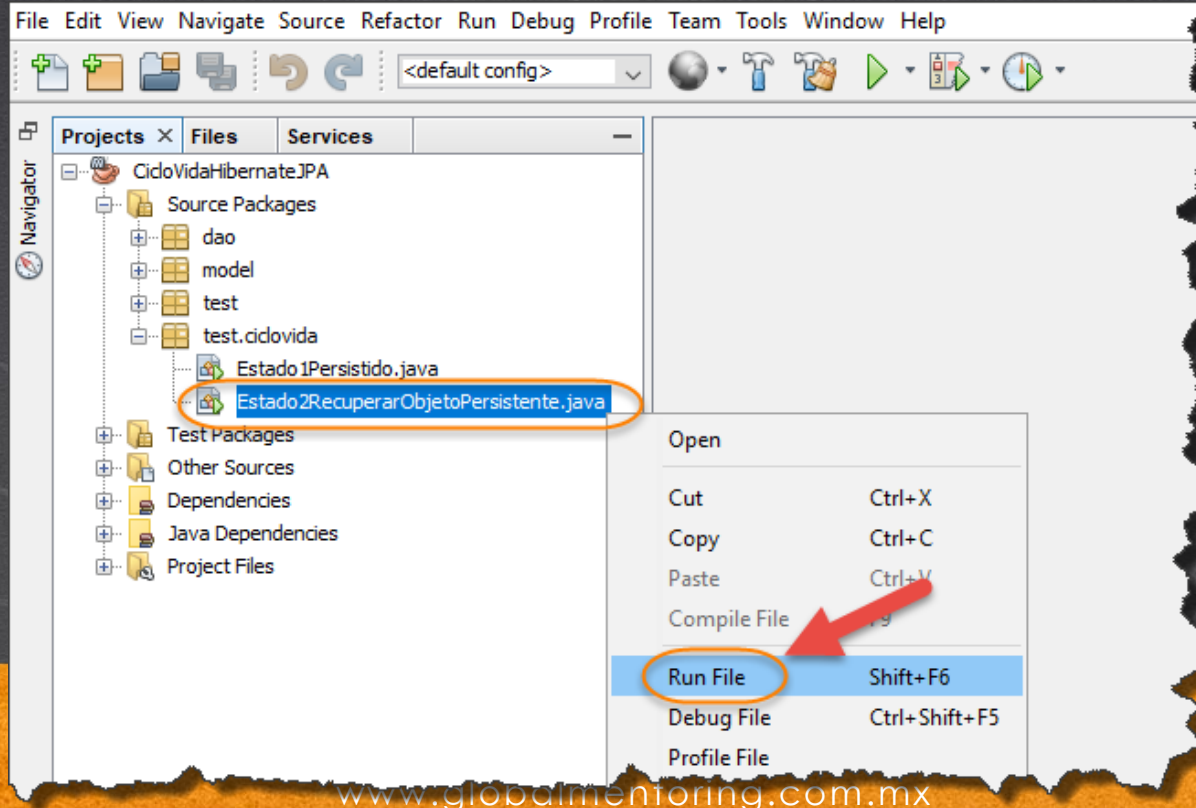 File Edit View Navigate Source Refactor Run Debug Profile Team Tools Window Help
<default config>
Projects Files Services
Navigator
CicloVidaHibernateJPA
Source Packages
dao
model
test
test.ciclovida
Estado1Persistido.java
Estado2RecuperarObjetoPersistente.java
Test Packages
Other Sources
Dependencies
Java Dependencies
Project Files
Open
Cut Ctrl+X
Copy Ctrl+C
Paste Ctrl+V
Compile File F9
Run File Shift+F6
Debug File Ctrl+Shift+F5
Profile File
www.globalmentoring.com.mx